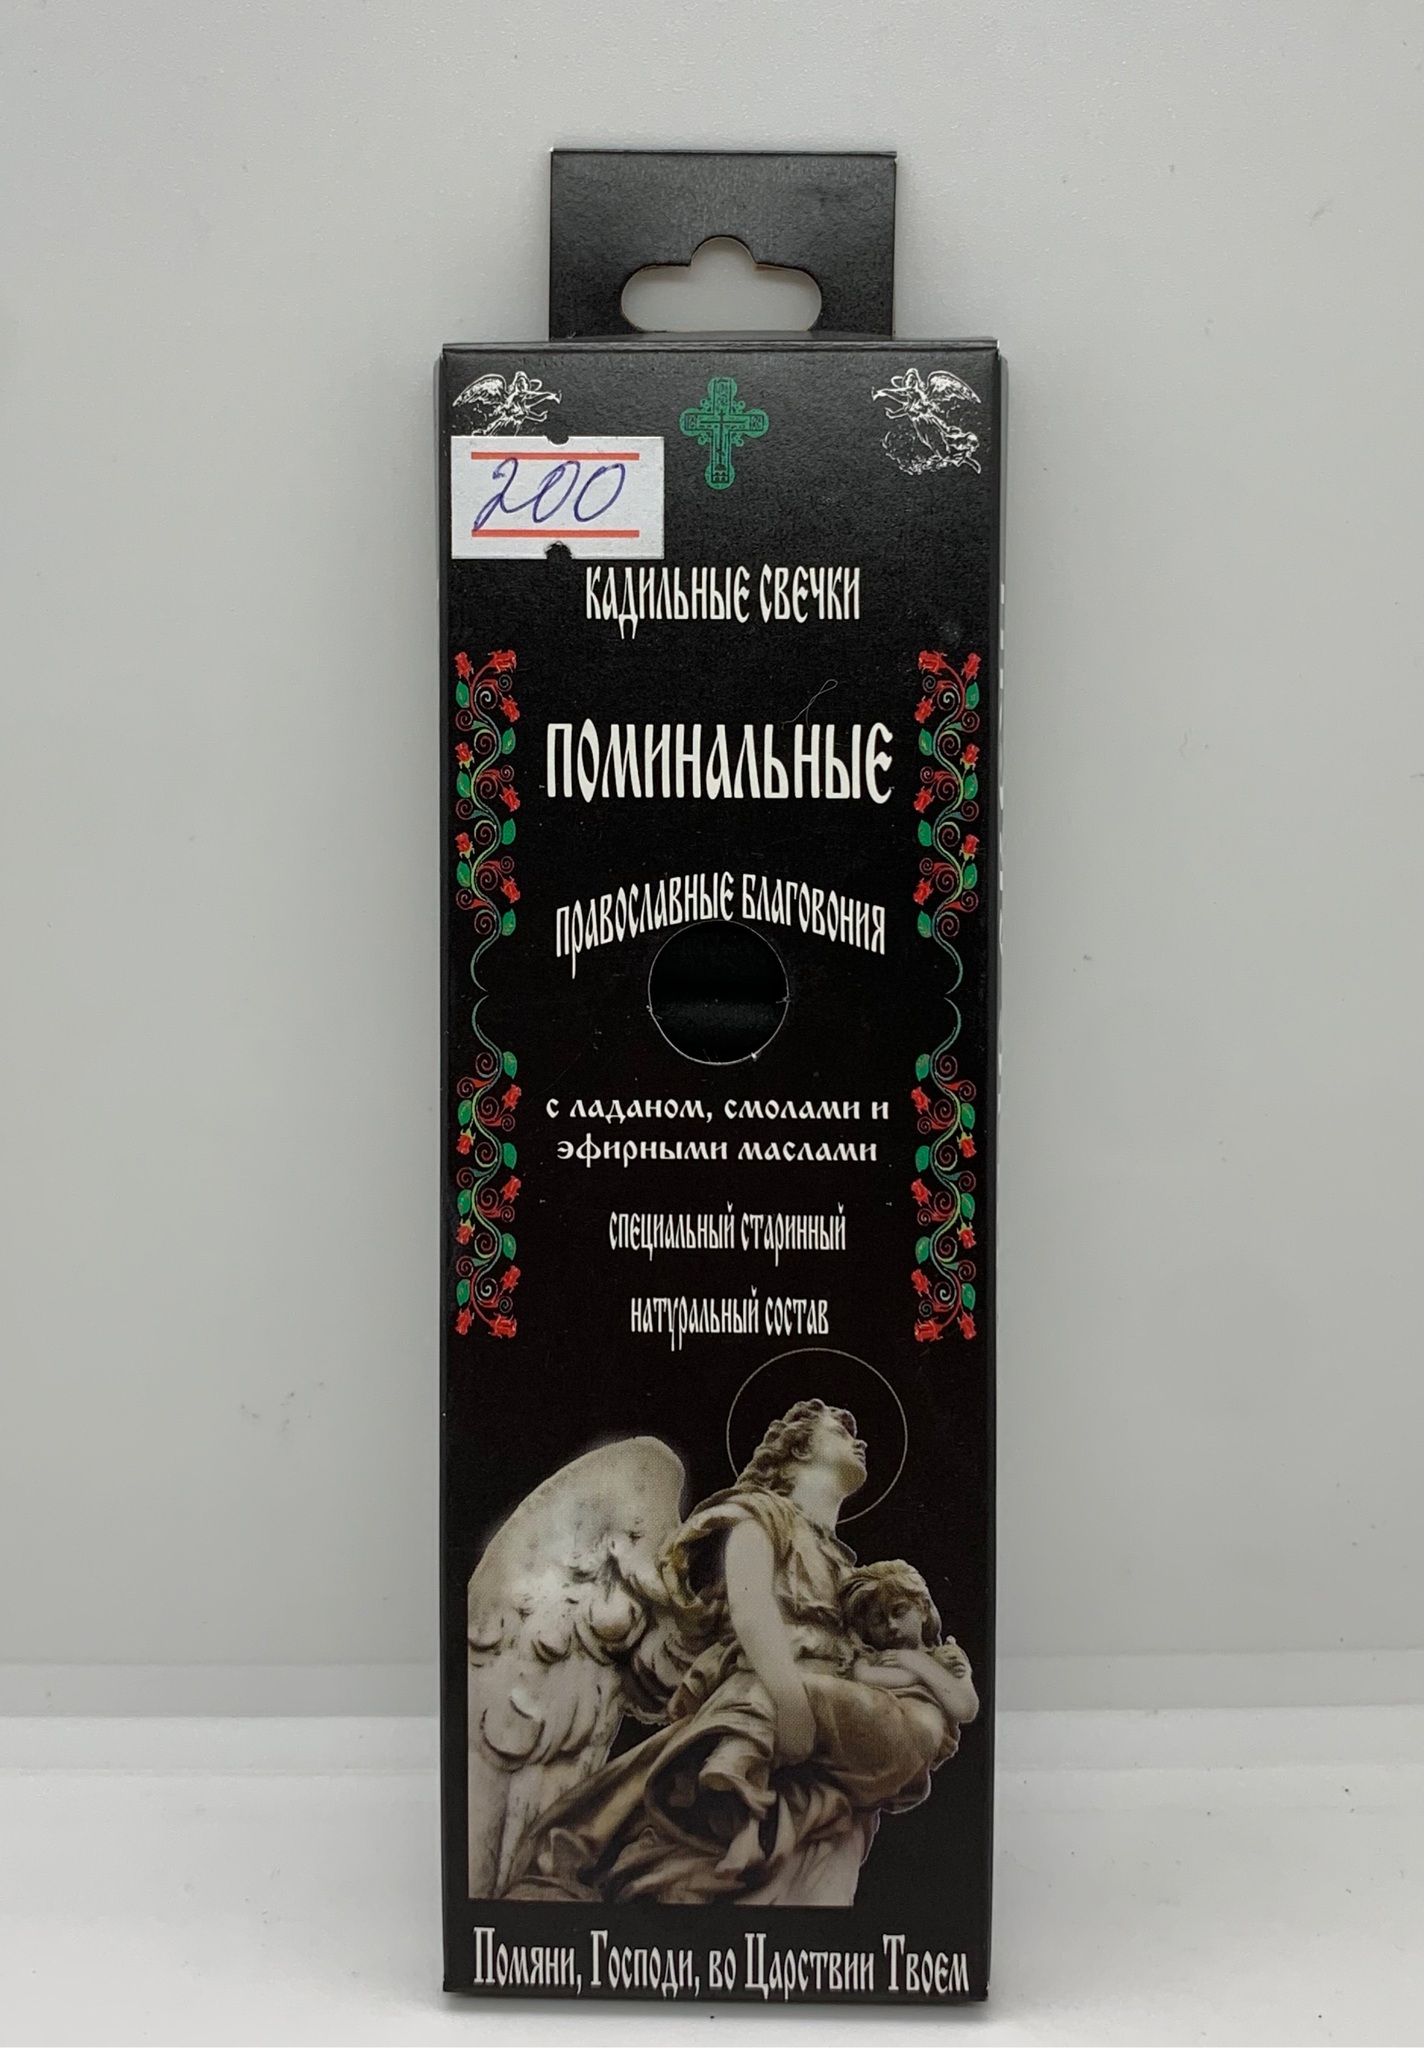 200
КАДИЛЬНЫЕ СВЕЧКИ
ПОМИНАЛЬНЫЕ
ПРАВОСЛАВНЫЕ БЛАГОВОНИЯ
с ладаном, смолами и
эфирными маслами
СПЕЦИАЛЬНЫЙ СТАРИННЫЙ
НАТУРАЛЬНЫЙ СОСТАВ
Помяни, Господи, во Царствии Твоем